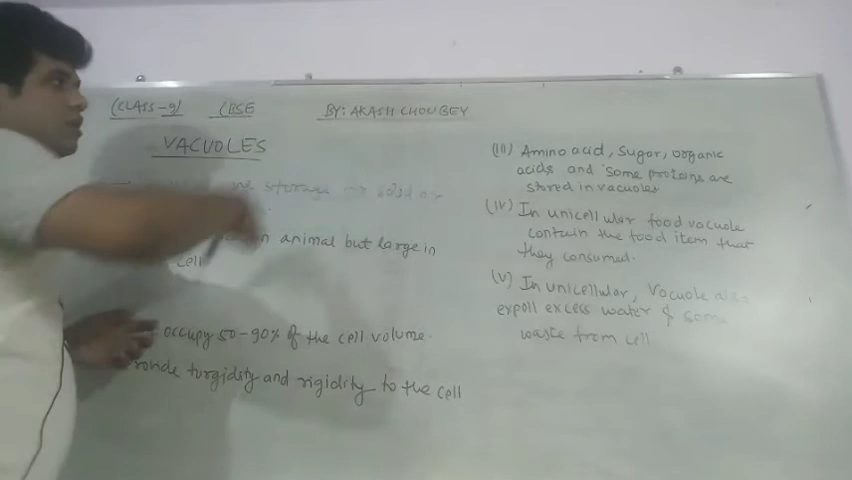 (CLASS-9) CBSE BY: AKASH CHOUBEY
VACUOLES
storage
animal but large in
cell
occupy 50-90% of the cell volume.
turgidity and rigidity to the cell
(III) Amino acid, sugar, organic
acids and some proteins are
stored in vacuoles
(IV) In unicellular food vacuole
contain the food item that
they consumed.
(V) In unicellular, Vacuole also
expoll excess water & some
waste from cell